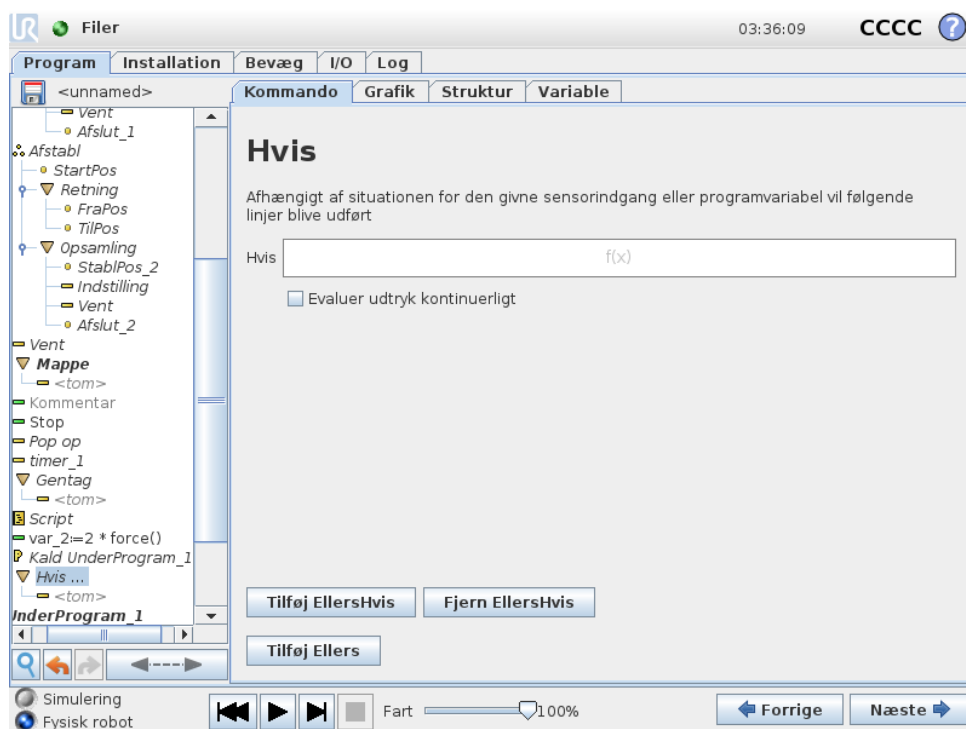 UR Filer 03:36:09 CCCC ?
Program Installation Bevæg I/O Log
<unnamed>
Kommando Grafik Struktur Variable
Vent
Afslut_1
Afstabl
StartPos
Retning
FraPos
TilPos
Opsamling
StablPos_2
Indstilling
Vent
Afslut_2
Vent
Mappe
<tom>
Kommentar
Stop
Pop op
timer_1
Gentag
<tom>
Script
var_2:=2 * force()
P Kald UnderProgram_1
Hvis ...
<tom>
UnderProgram_1
Hvis
Afhængigt af situationen for den givne sensorindgang eller programvariabel vil følgende
linjer blive udført
Hvis f(x)
Evaluer udtryk kontinuerligt
Tilføj EllersHvis Fjern EllersHvis
Tilføj Ellers
Simulering
Fysisk robot
Fart 100%
Forrige Næste